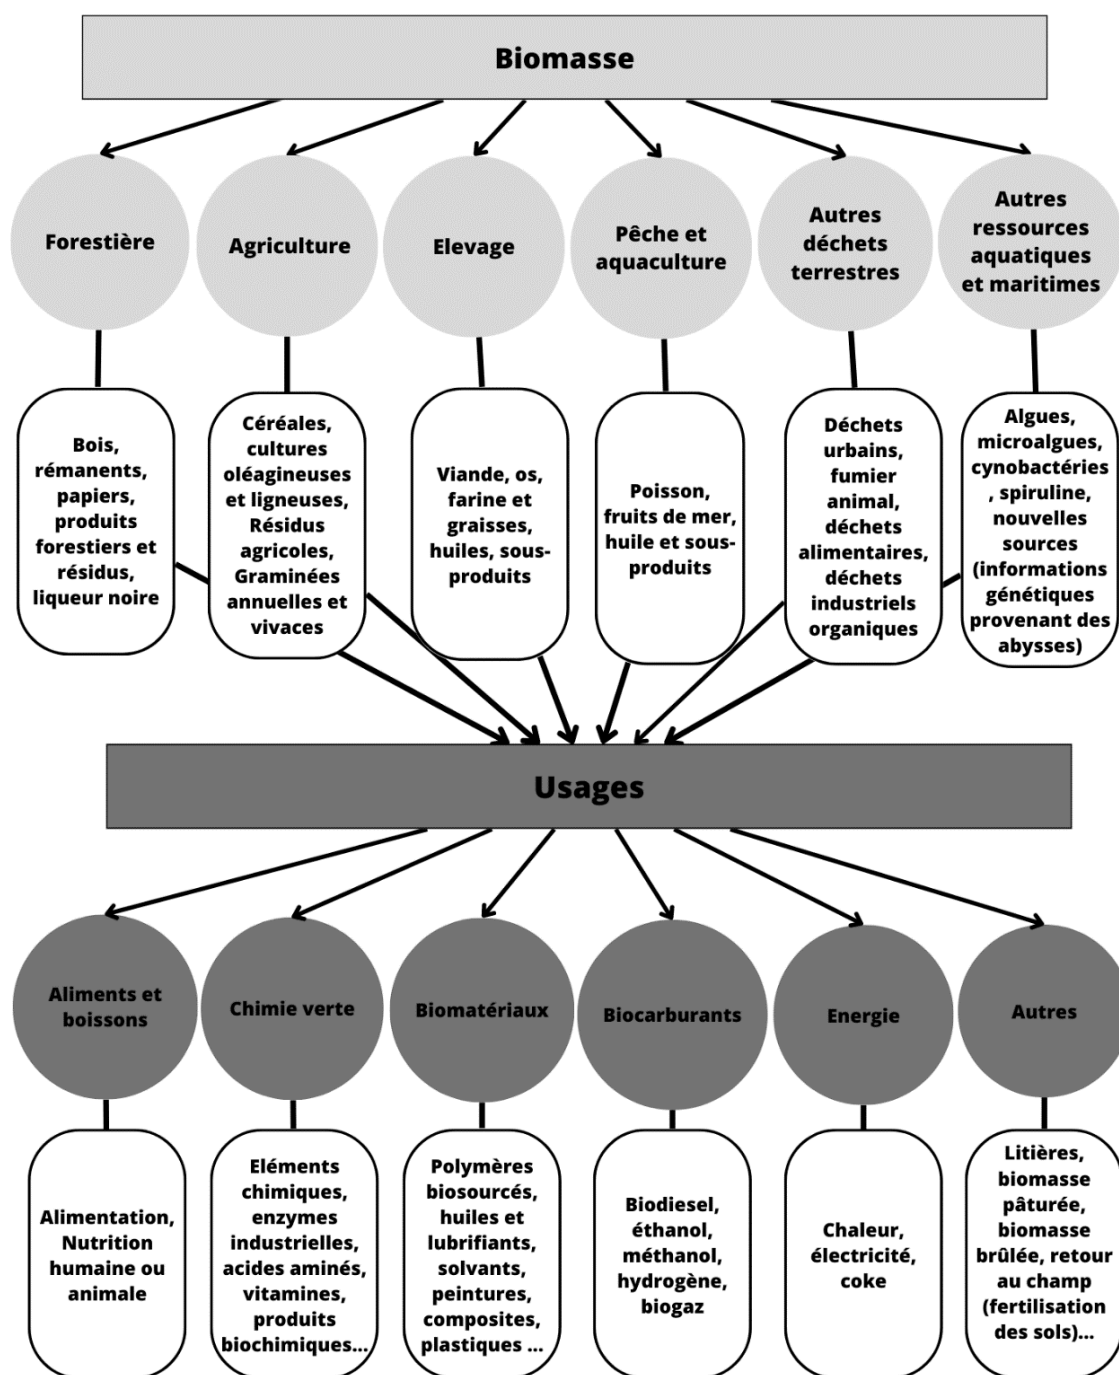 Biomasse
Forestière
Agriculture
Elevage
Pêche et
aquaculture
Autres
déchets
terrestres
Autres
ressources
aquatiques
et maritimes
Bois,
rémanents,
papiers,
produits
forestiers et
résidus,
liqueur noire
Céréales,
cultures
oléagineuses
et ligneuses,
Résidus
agricoles,
Graminées
annuelles et
vivaces
Viande, os,
farine et
graisses,
huiles, sous-
produits
Poisson,
fruits de mer,
huile et sous-
produits
Déchets
urbains,
fumier
animal,
déchets
alimentaires,
déchets
industriels
organiques
Algues,
microalgues,
cynobactéries
, spiruline,
nouvelles
sources
(informations
génétiques
provenant des
abysses)
Usages
Aliments et
boissons
Chimie verte
Biomatériaux
Biocarburants
Energie
Autres
Alimentation,
Nutrition
humaine ou
animale
Eléments
chimiques,
enzymes
industrielles,
acides aminés,
vitamines,
produits
biochimiques...
Polymères
biosourcés,
huiles et
lubrifiants,
solvants,
peintures,
composites,
plastiques ...
Biodiesel,
éthanol,
méthanol,
hydrogène,
biogaz
Chaleur,
électricité,
coke
Litières,
biomasse
pâturée,
biomasse
brûlée, retour
au champ
(fertilisation
des sols)...